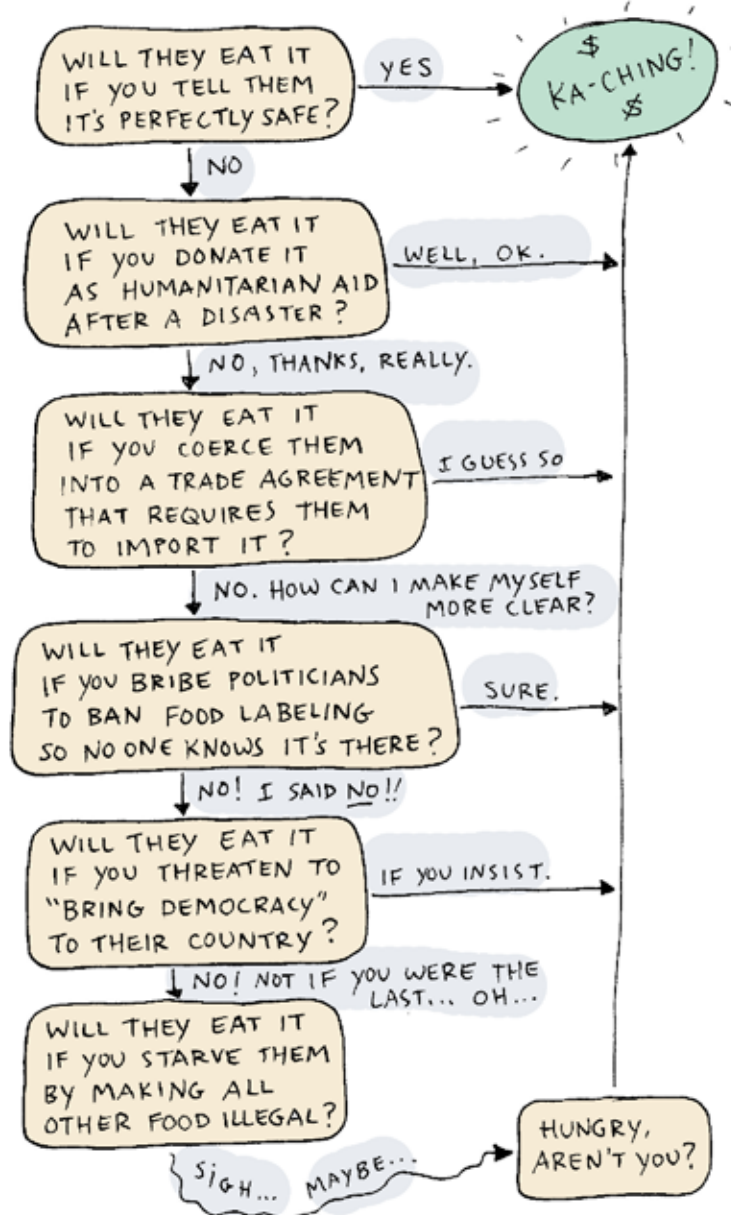 WILL THEY EAT IT
IF YOU TELL THEM
IT'S PERFECTLY SAFE?
YES
$
KA-CHING!
$
NO
WILL THEY EAT IT
IF YOU DONATE IT
AS HUMANITARIAN AID
AFTER A DISASTER?
WELL, OK.
NO, THANKS, REALLY.
WILL THEY EAT IT
IF YOU COERCE THEM
INTO A TRADE AGREEMENT
THAT REQUIRES THEM
TO IMPORT IT?
I GUESS SO
NO. HOW CAN I MAKE MYSELF
MORE CLEAR?
WILL THEY EAT IT
IF YOU BRIBE POLITICIANS
TO BAN FOOD LABELING
SO NO ONE KNOWS IT'S THERE?
SURE.
NO! I SAID NO!!
WILL THEY EAT IT
IF YOU THREATEN TO
"BRING DEMOCRACY"
TO THEIR COUNTRY?
IF YOU INSIST.
NO! NOT IF YOU WERE THE
LAST... OH...
WILL THEY EAT IT
IF YOU STARVE THEM
BY MAKING ALL
OTHER FOOD ILLEGAL?
SIGH... MAYBE...
HUNGRY,
AREN'T YOU?